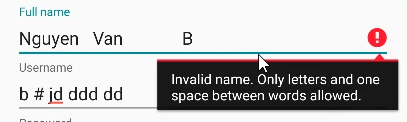 Full name
Nguyen   Van          B
Invalid name. Only letters and one
space between words allowed.
Username
b # jd ddd dd